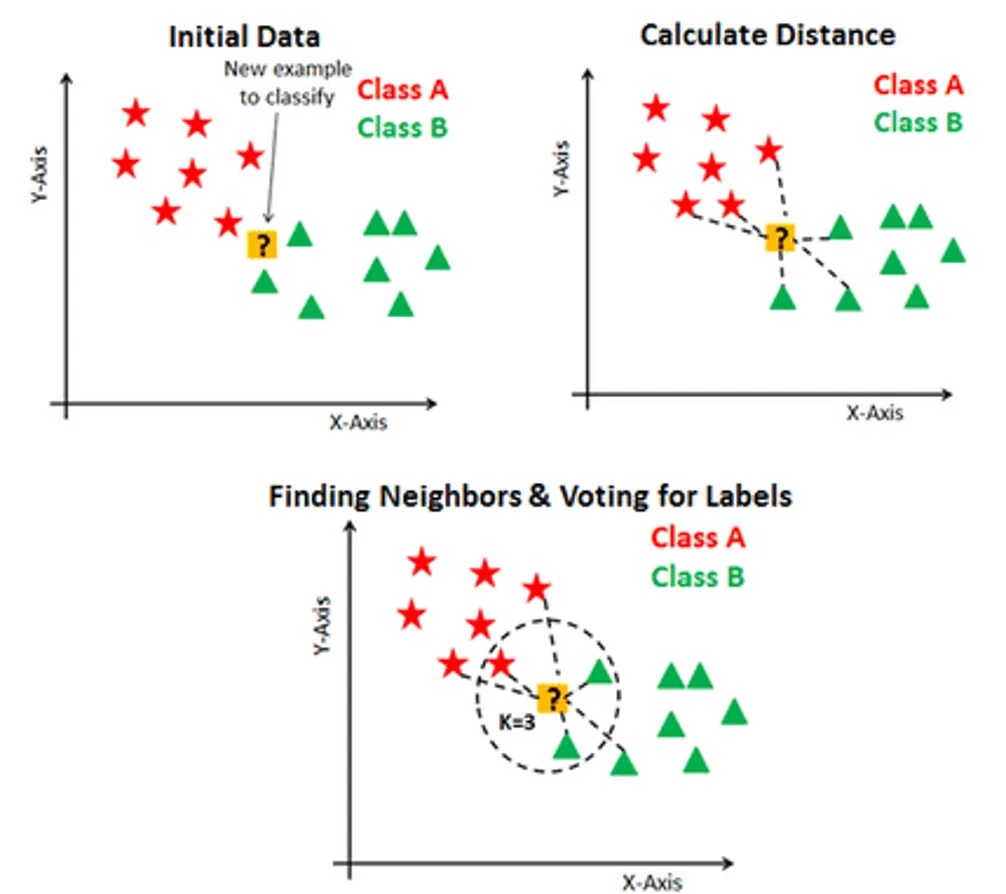 Initial Data
New example
to classify
Class A
Class B
?
Y-Axis
X-Axis
Calculate Distance
Class A
Class B
?
Y-Axis
X-Axis
Finding Neighbors & Voting for Labels
Class A
Class B
?
K=3
Y-Axis
X-Axis